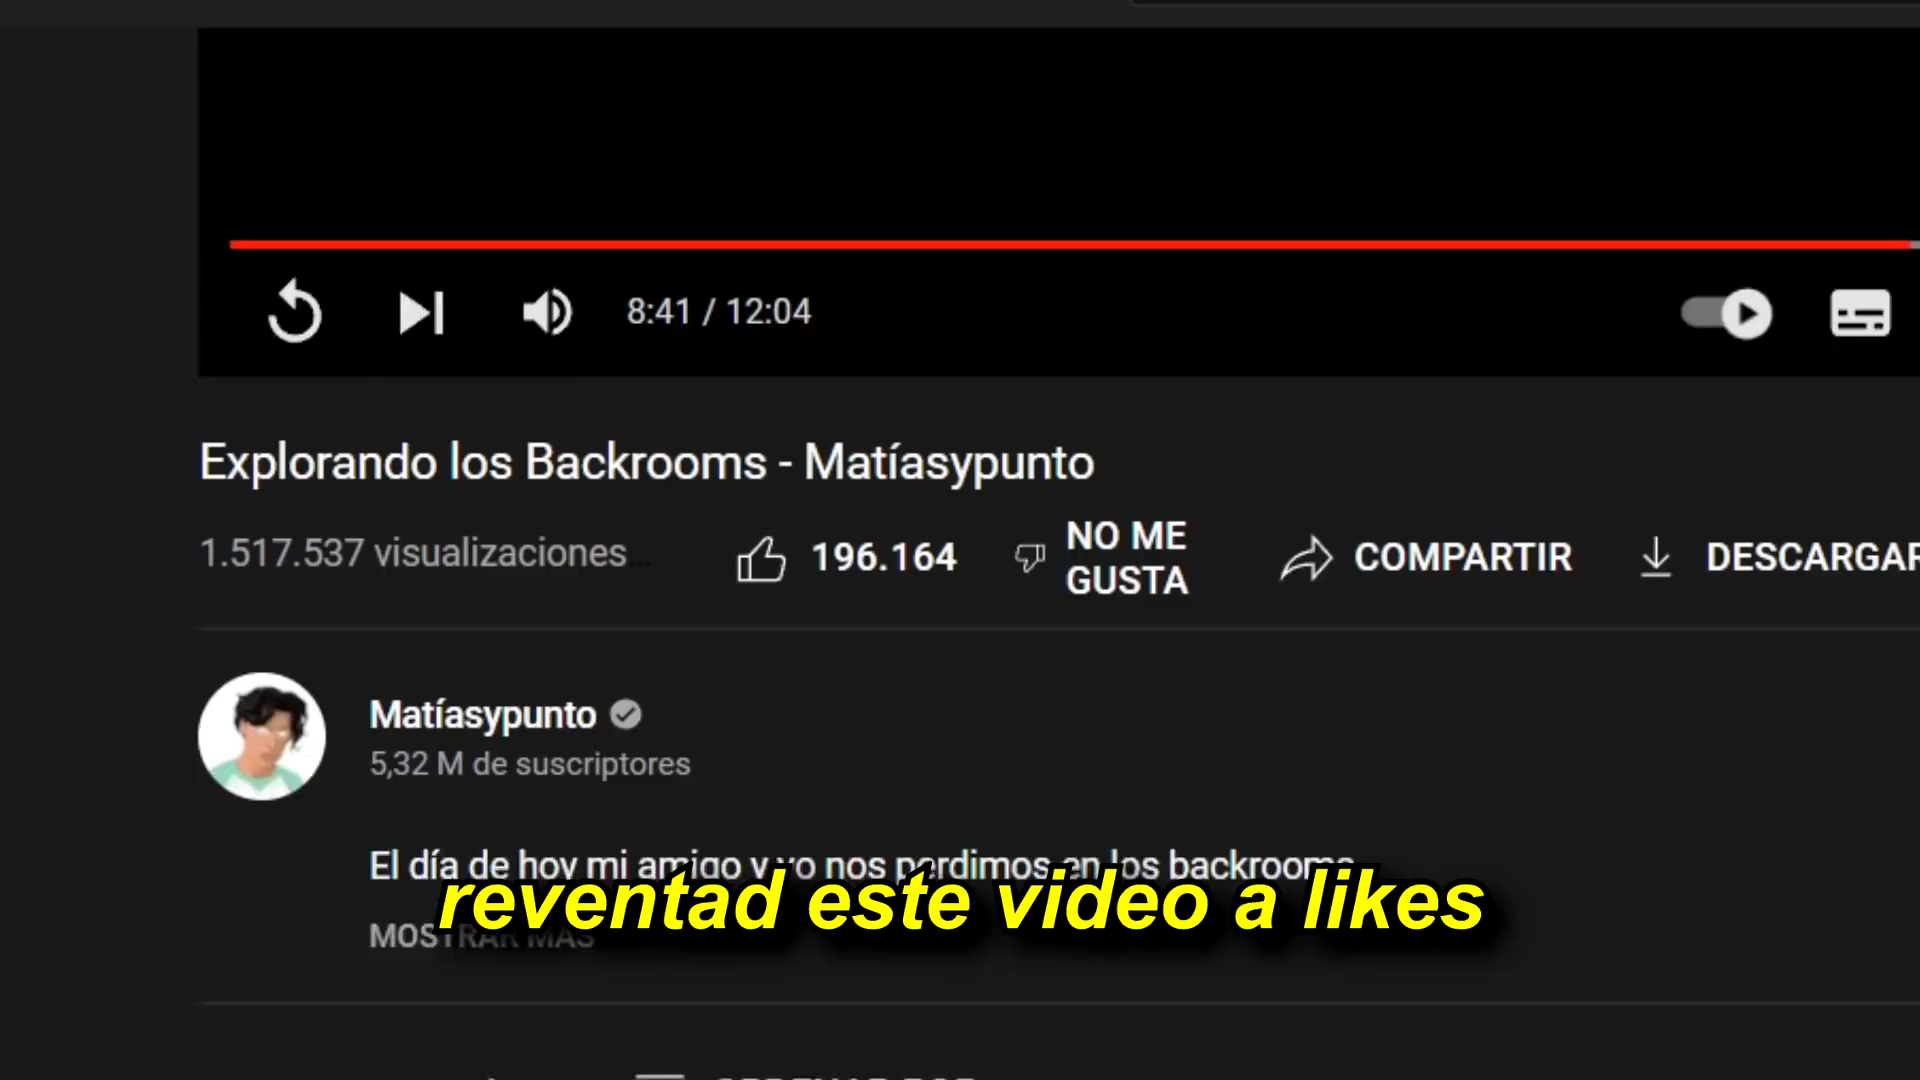 8:41 / 12:04
Explorando los Backrooms - Matíasypunto
1.517.537 visualizaciones
196.164
NO ME
GUSTA
COMPARTIR
DESCARGAR
Matíasypunto
5,32 M de suscriptores
El día de hoy mi amigo y yo nos perdimos en los backrooms
reventad este video a likes
MOSTRAR MÁS